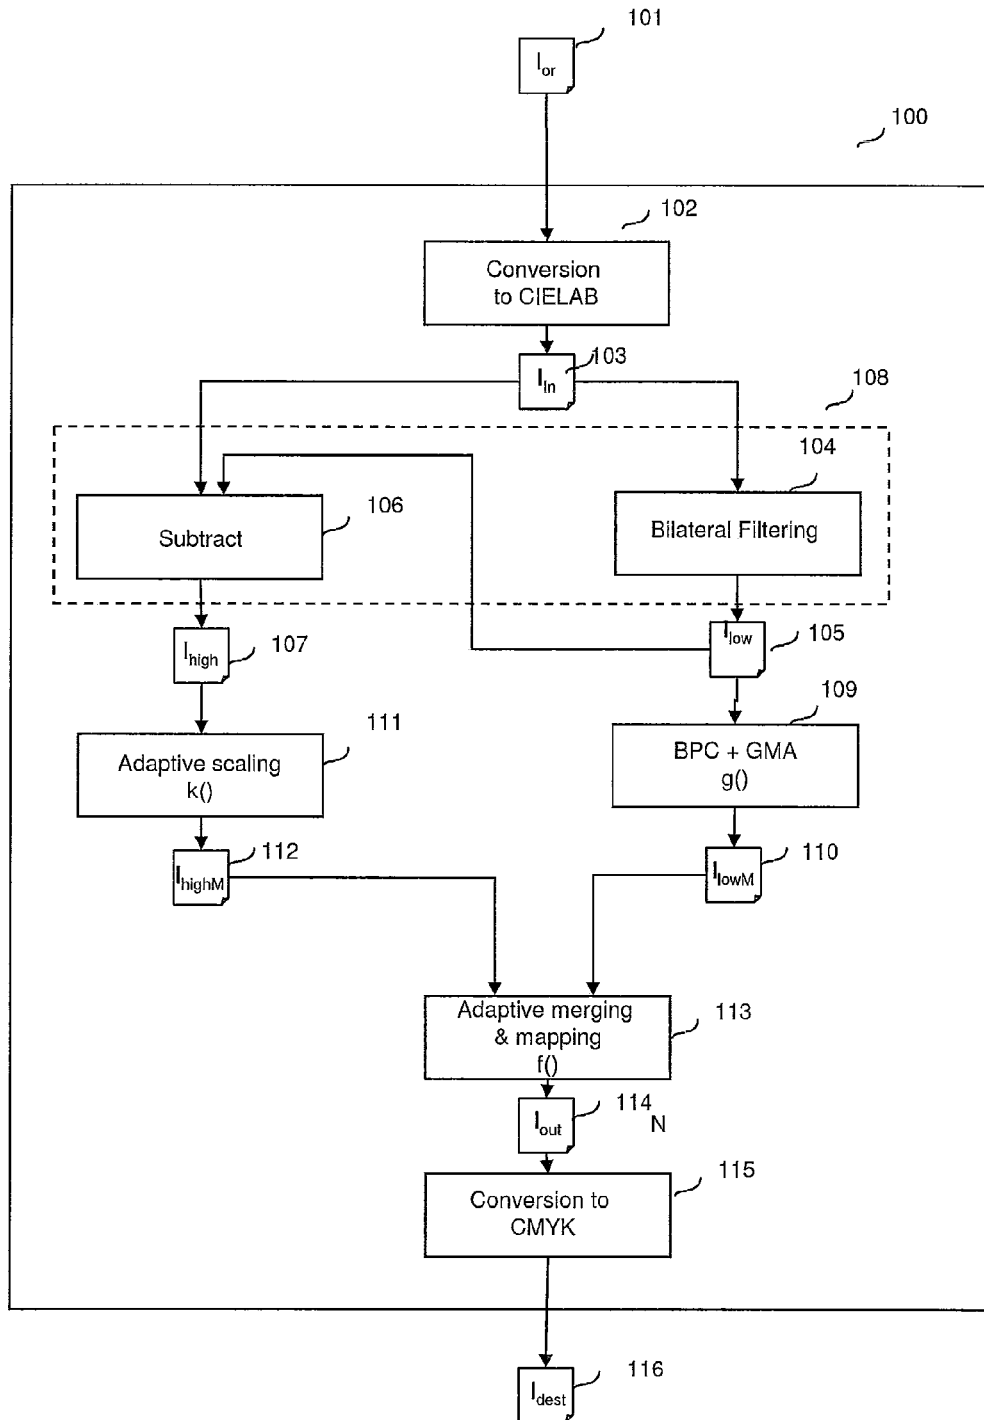 101
I_or
100
102
Conversion
to CIELAB
I_in
103
108
104
Subtract
106
Bilateral Filtering
I_high
107
I_low
105
109
111
Adaptive scaling
k()
BPC + GMA
g()
I_highM
112
I_lowM
110
Adaptive merging
& mapping
f()
113
I_out
114
N
115
Conversion to
CMYK
I_dest
116